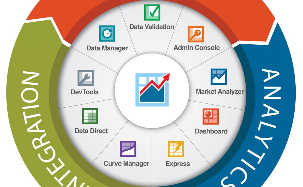 Data Validation
Data Manager
Admin Console
DevTools
Market Analyzer
Data Direct
Dashboard
Curve Manager
Express
INTEGRATION
ANALYTICS